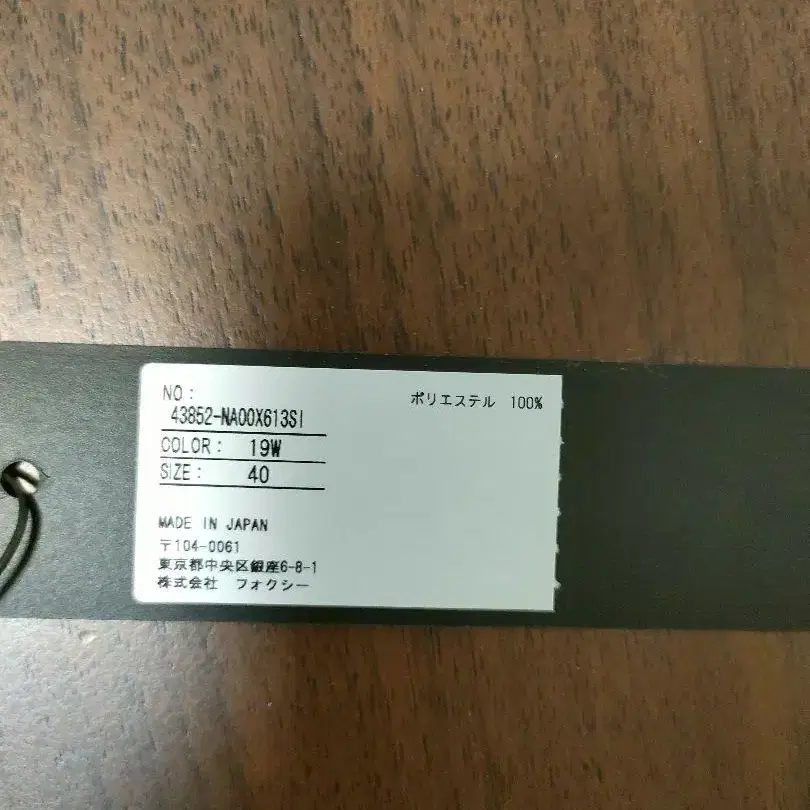 NO:
43852-NA00X613SI
ポリエステル 100%
COLOR: 19W
SIZE: 40
MADE IN JAPAN
〒104-0061
東京都中央区銀座6-8-1
株式会社 フォクシー